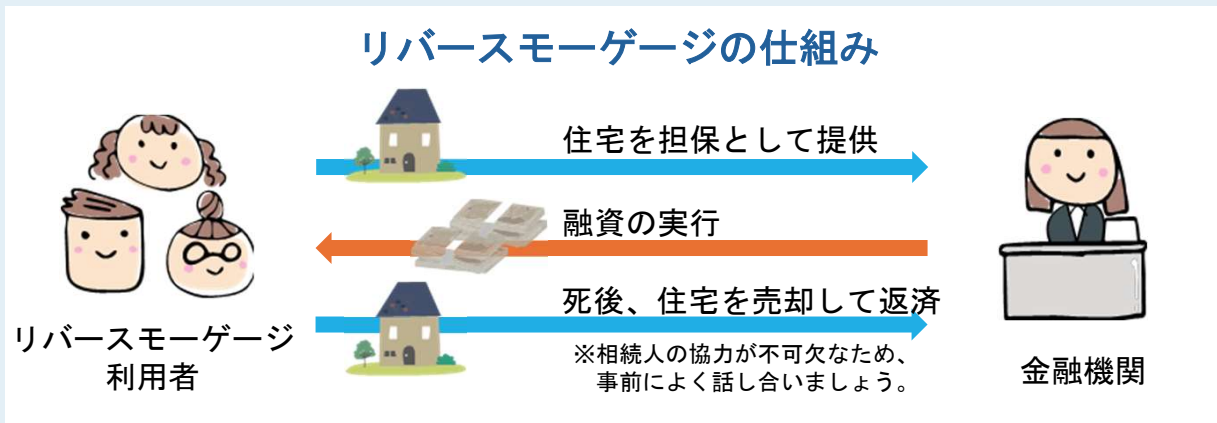 リバースモーゲージの仕組み
住宅を担保として提供
融資の実行
死後、住宅を売却して返済
※相続人の協力が不可欠なため、
事前によく話し合いましょう。
リバースモーゲージ
利用者
金融機関